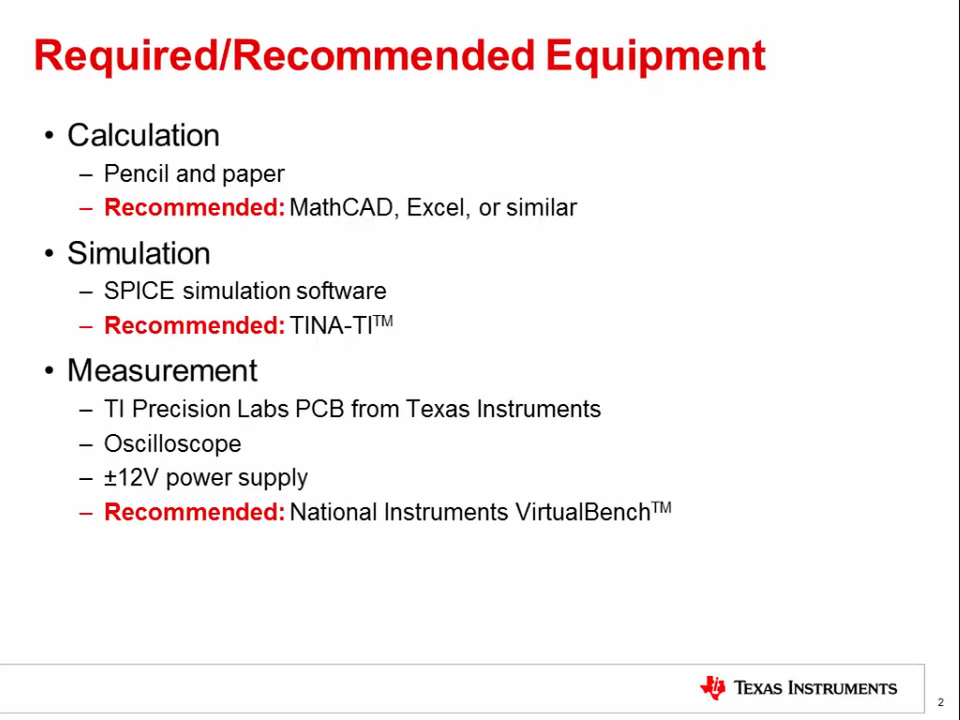 Required/Recommended Equipment
• Calculation
– Pencil and paper
– Recommended: MathCAD, Excel, or similar
• Simulation
– SPICE simulation software
– Recommended: TINA-TI™
• Measurement
– TI Precision Labs PCB from Texas Instruments
– Oscilloscope
– ±12V power supply
– Recommended: National Instruments VirtualBench™
TEXAS INSTRUMENTS
2